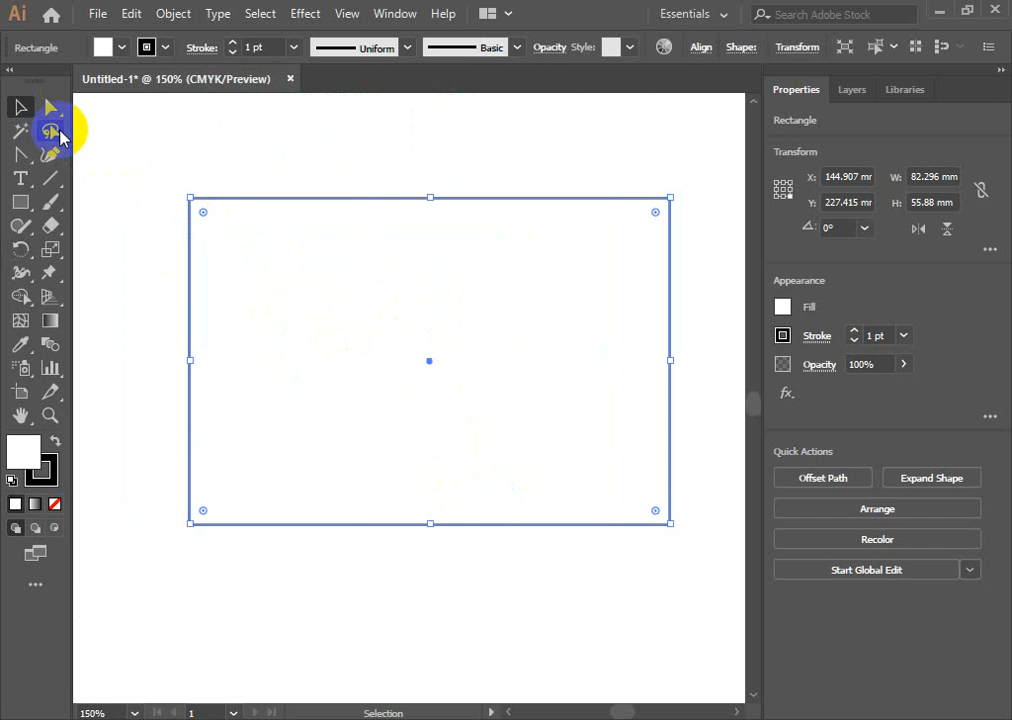 Ai File Edit Object Type Select Effect View Window Help Essentials Search Adobe Stock
Rectangle Stroke: 1 pt Uniform Basic Opacity Style: Align Shape: Transform
Untitled-1* @ 150% (CMYK/Preview)
Properties Layers Libraries
Rectangle
Transform
X: 144.907 mr W: 82.296 mm
Y: 227.415 mr H: 55.88 mm
0°
Appearance
Fill
Stroke 1 pt
Opacity 100%
fx.
Quick Actions
Offset Path Expand Shape
Arrange
Recolor
Start Global Edit
T
150% 1 Selection